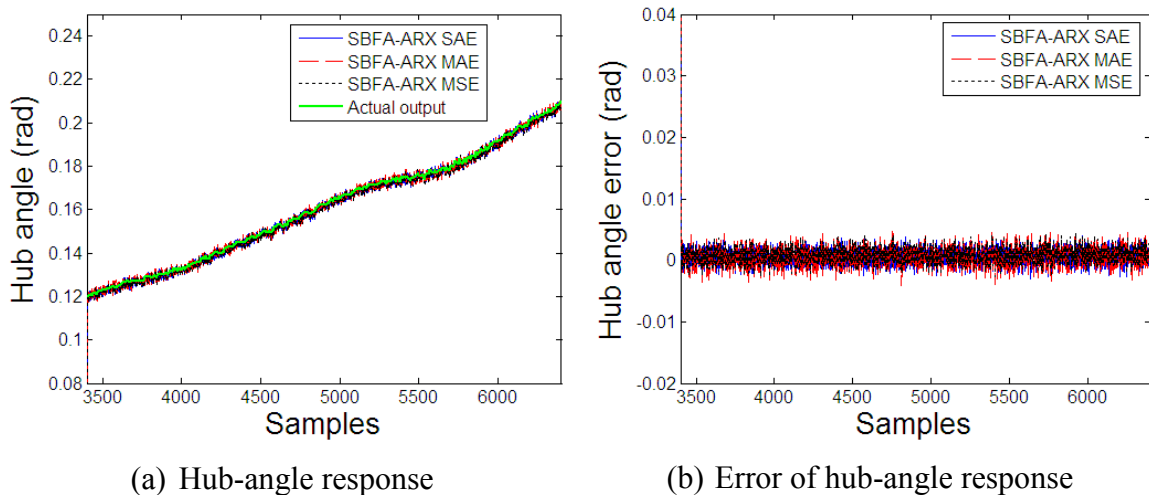 0.24
0.22
0.2
0.18
0.16
0.14
0.12
0.1
0.08
Hub angle (rad)
SBFA-ARX SAE
SBFA-ARX MAE
SBFA-ARX MSE
Actual output
3500 4000 4500 5000 5500 6000
Samples
(a) Hub-angle response
0.04
0.03
0.02
0.01
0
-0.01
-0.02
Hub angle error (rad)
SBFA-ARX SAE
SBFA-ARX MAE
SBFA-ARX MSE
3500 4000 4500 5000 5500 6000
Samples
(b) Error of hub-angle response